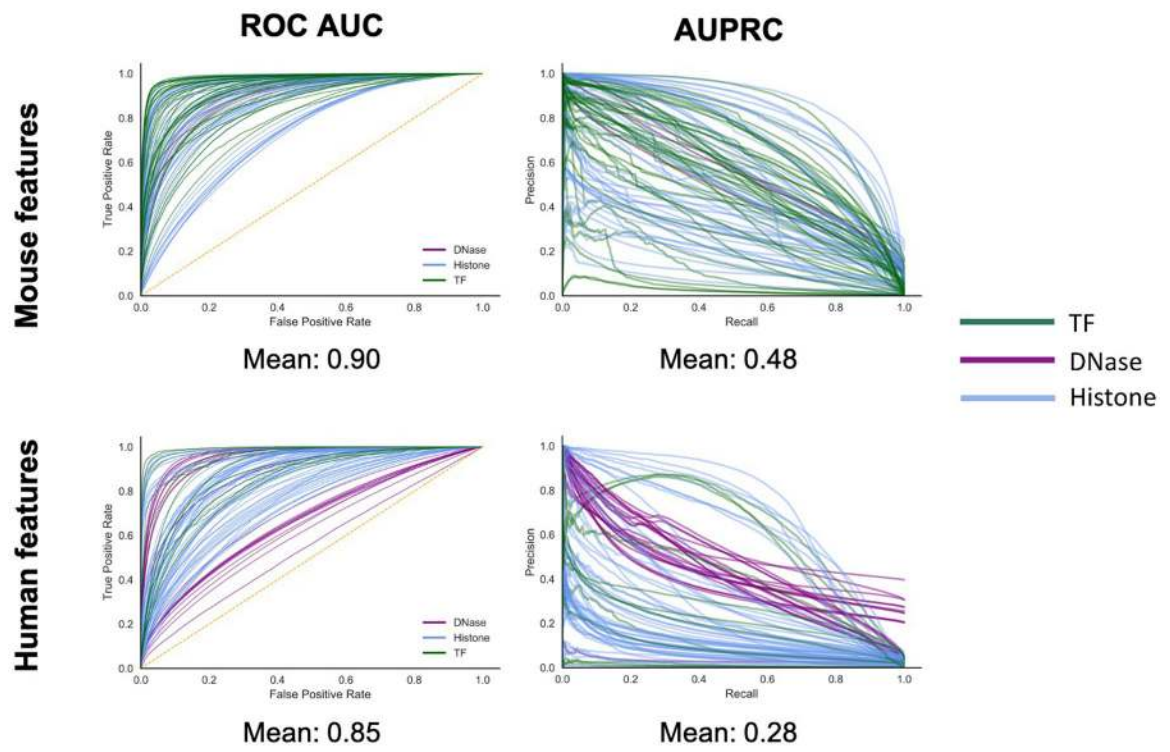 ROC AUC
AUPRC
Mouse features
True Positive Rate
1.0
0.8
0.6
0.4
0.2
0.0
0.0 0.2 0.4 0.6 0.8 1.0
False Positive Rate
DNase
Histone
TF
Mean: 0.90
Precision
1.0
0.8
0.6
0.4
0.2
0.0
0.0 0.2 0.4 0.6 0.8 1.0
Recall
Mean: 0.48
TF
DNase
Histone
Human features
True Positive Rate
1.0
0.8
0.6
0.4
0.2
0.0
0.0 0.2 0.4 0.6 0.8 1.0
False Positive Rate
DNase
Histone
TF
Mean: 0.85
Precision
1.0
0.8
0.6
0.4
0.2
0.0
0.0 0.2 0.4 0.6 0.8 1.0
Recall
Mean: 0.28